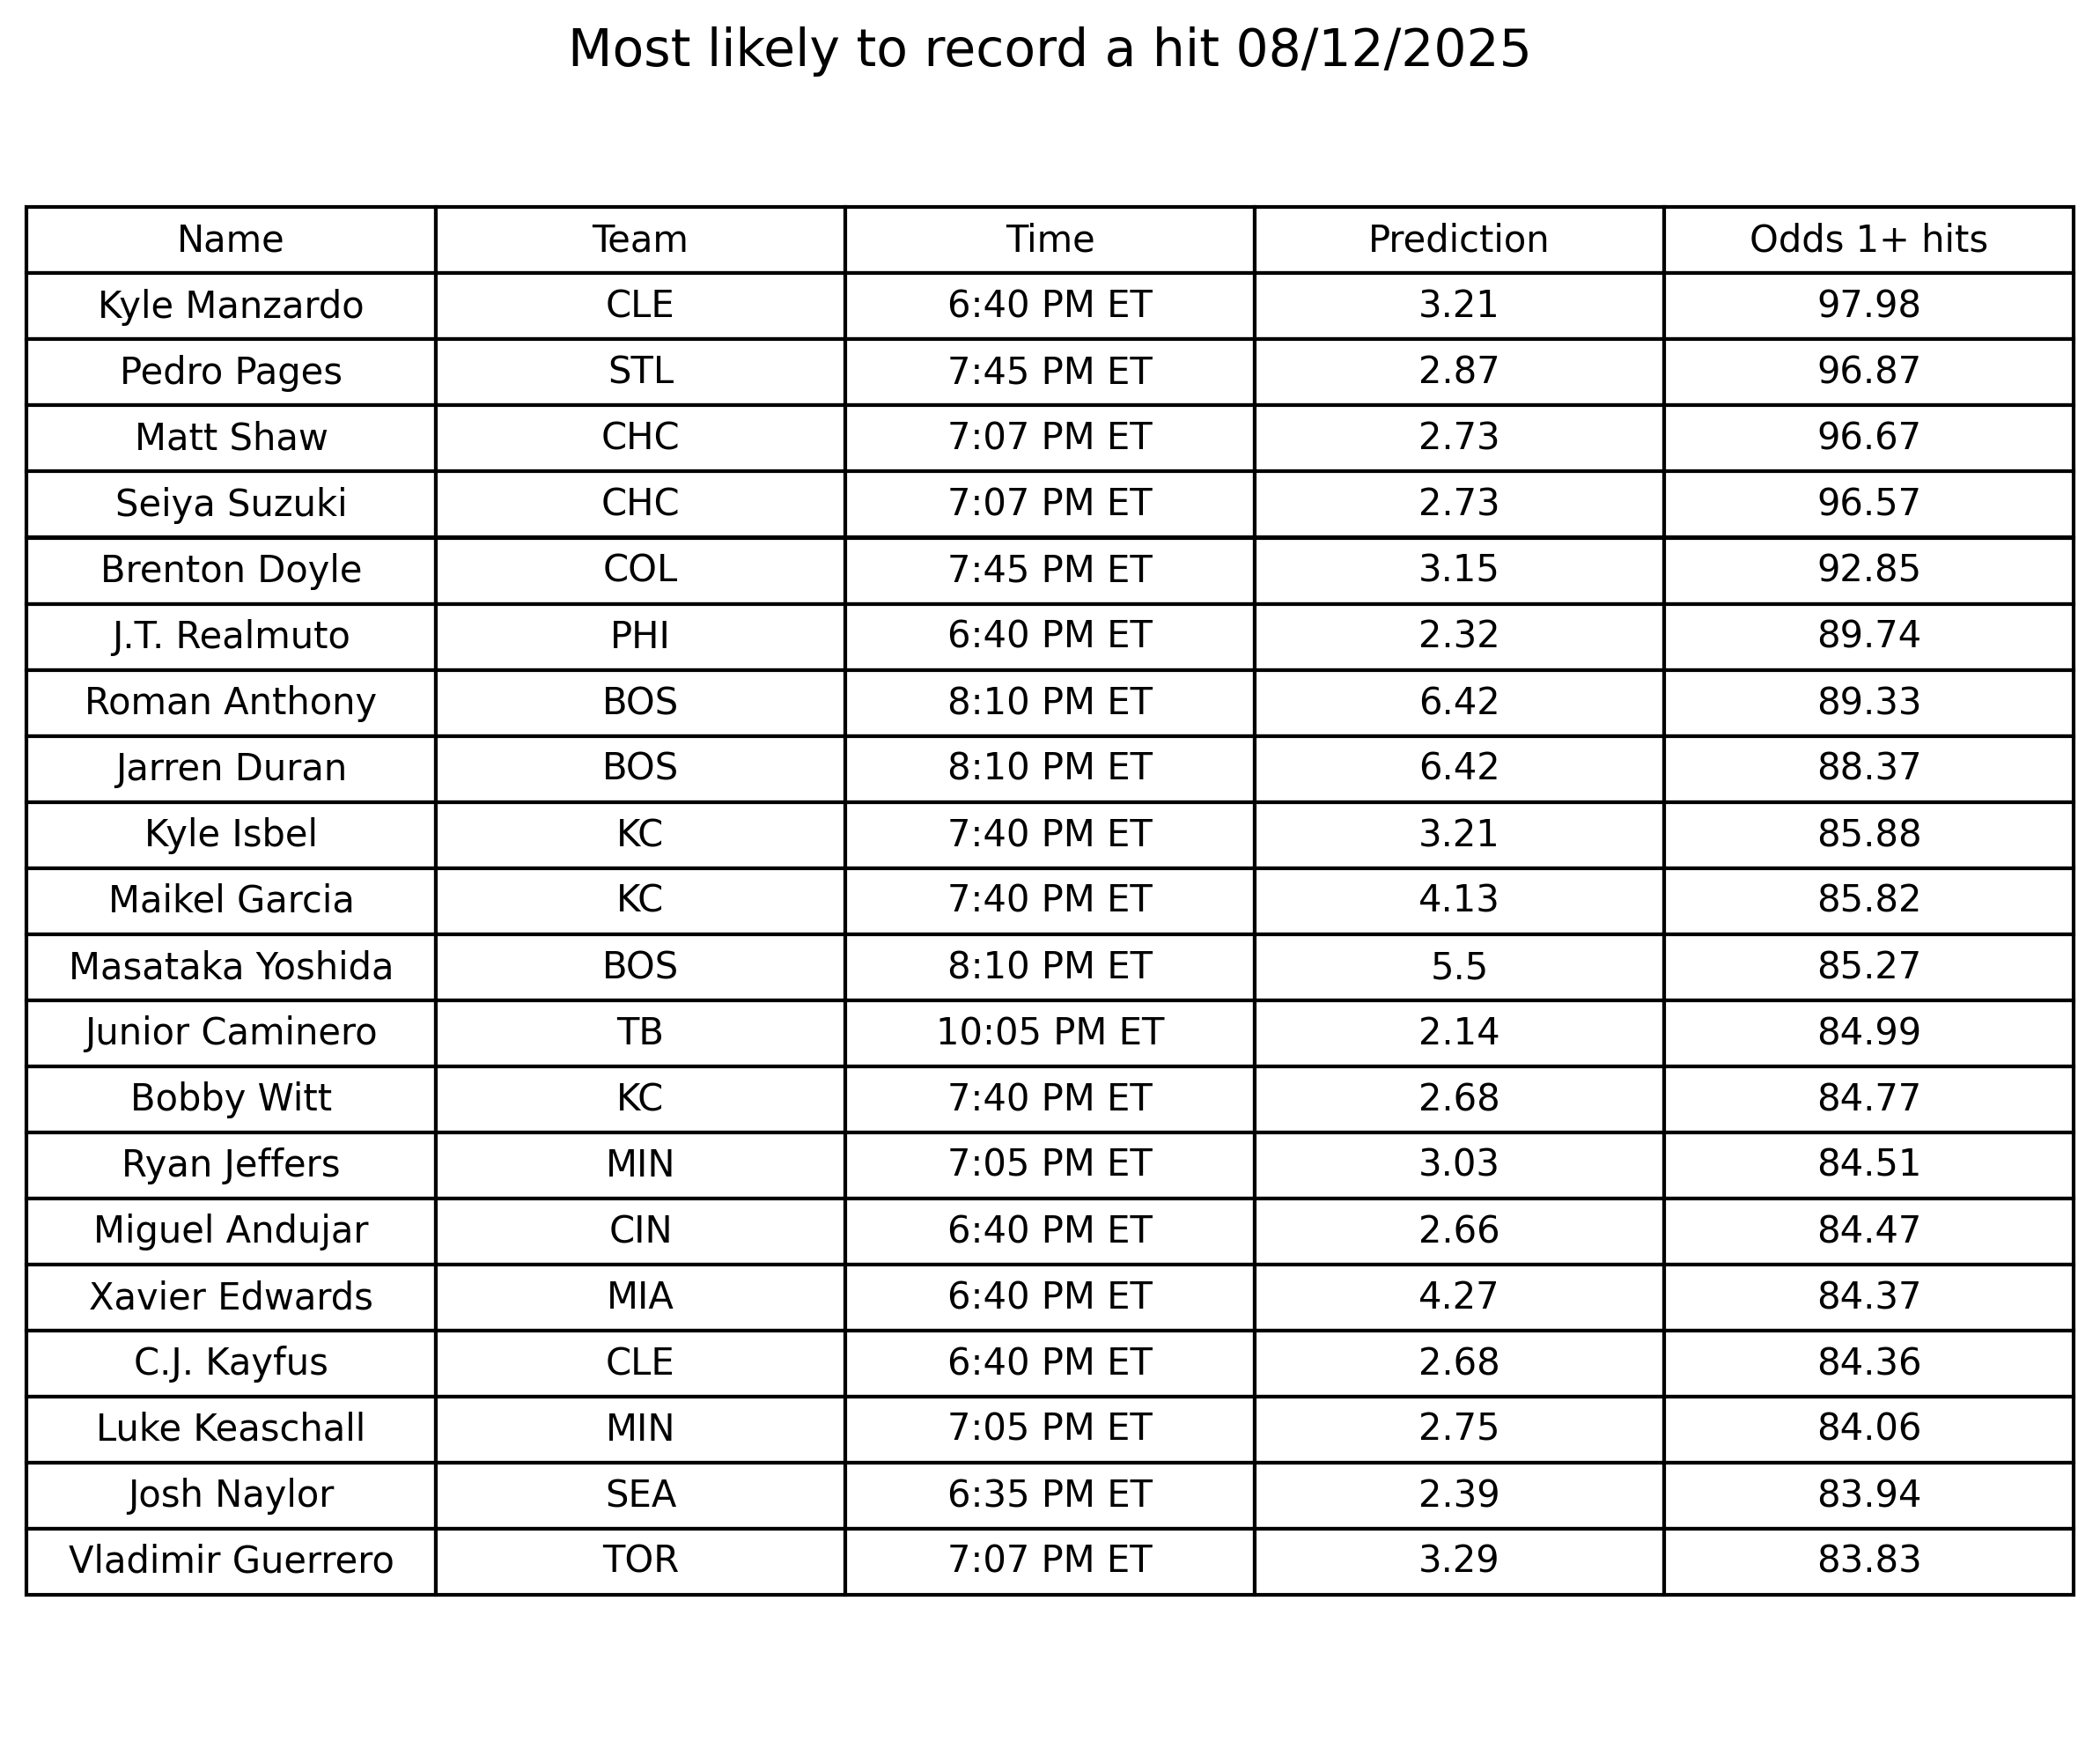 Most likely to record a hit 08/12/2025
Name Team Time Prediction Odds 1+ hits
Kyle Manzardo CLE 6:40 PM ET 3.21 97.98
Pedro Pages STL 7:45 PM ET 2.87 96.87
Matt Shaw CHC 7:07 PM ET 2.73 96.67
Seiya Suzuki CHC 7:07 PM ET 2.73 96.57
Brenton Doyle COL 7:45 PM ET 3.15 92.85
J.T. Realmuto PHI 6:40 PM ET 2.32 89.74
Roman Anthony BOS 8:10 PM ET 6.42 89.33
Jarren Duran BOS 8:10 PM ET 6.42 88.37
Kyle Isbel KC 7:40 PM ET 3.21 85.88
Maikel Garcia KC 7:40 PM ET 4.13 85.82
Masataka Yoshida BOS 8:10 PM ET 5.5 85.27
Junior Caminero TB 10:05 PM ET 2.14 84.99
Bobby Witt KC 7:40 PM ET 2.68 84.77
Ryan Jeffers MIN 7:05 PM ET 3.03 84.51
Miguel Andujar CIN 6:40 PM ET 2.66 84.47
Xavier Edwards MIA 6:40 PM ET 4.27 84.37
C.J. Kayfus CLE 6:40 PM ET 2.68 84.36
Luke Keaschall MIN 7:05 PM ET 2.75 84.06
Josh Naylor SEA 6:35 PM ET 2.39 83.94
Vladimir Guerrero TOR 7:07 PM ET 3.29 83.83